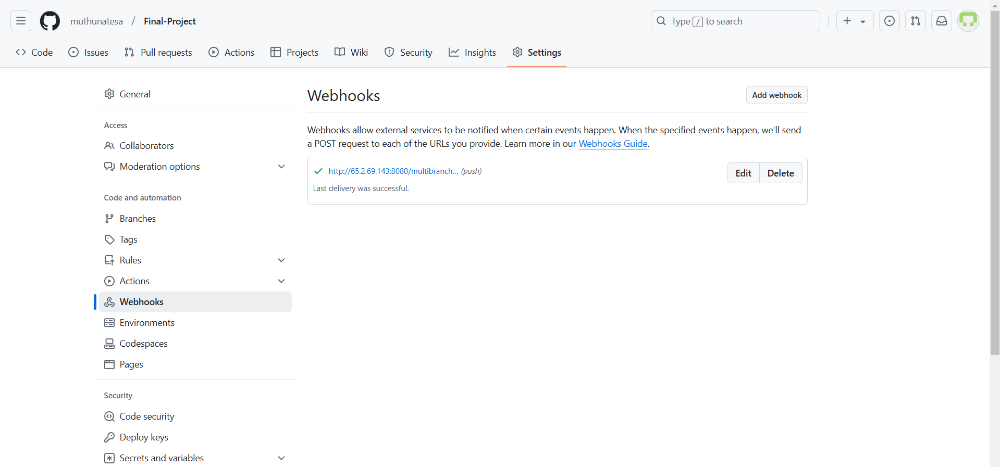 muthunatesa / Final-Project
Type / to search
Code
Issues
Pull requests
Actions
Projects
Wiki
Security
Insights
Settings
General
Access
Collaborators
Moderation options
Code and automation
Branches
Tags
Rules
Actions
Webhooks
Environments
Codespaces
Pages
Security
Code security
Deploy keys
Secrets and variables
Webhooks
Add webhook
Webhooks allow external services to be notified when certain events happen. When the specified events happen, we'll send
a POST request to each of the URLs you provide. Learn more in our Webhooks Guide.
http://65.2.69.143:8080/multibranch... (push)
Edit
Delete
Last delivery was successful.